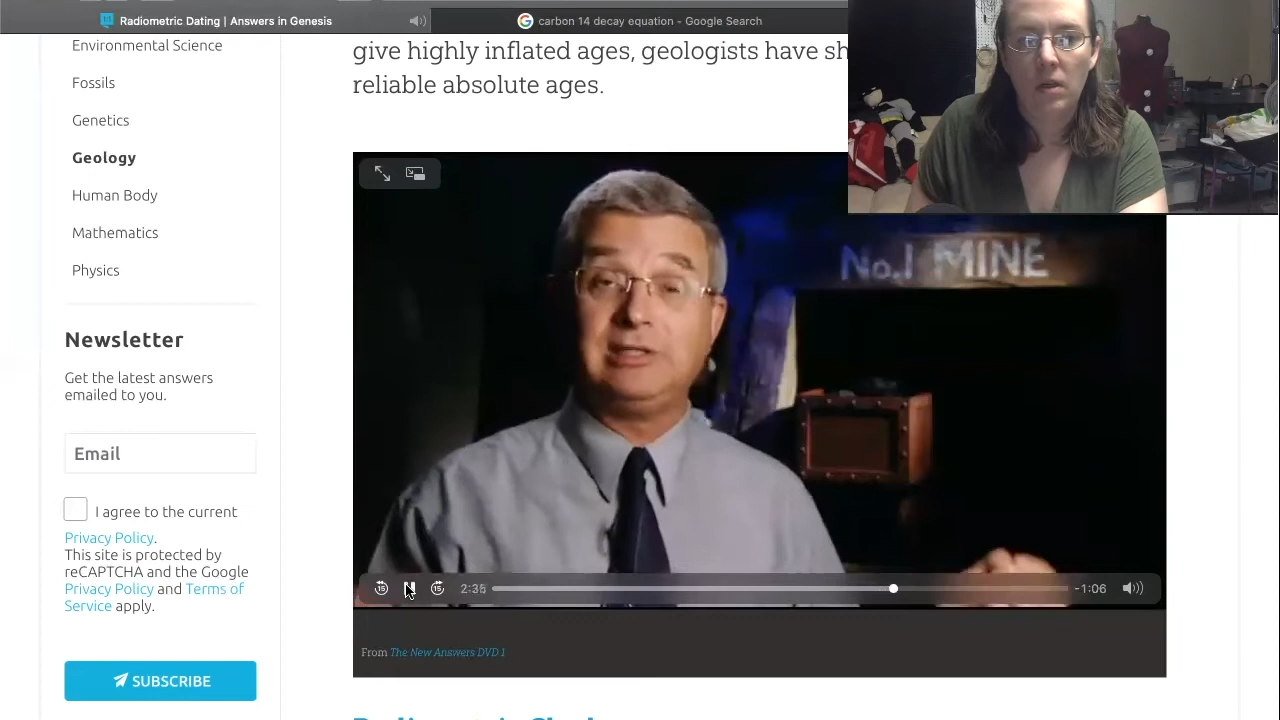 Radiometric Dating | Answers in Genesis
carbon 14 decay equation - Google Search
Environmental Science
Fossils
Genetics
Geology
Human Body
Mathematics
Physics
Newsletter
Get the latest answers
emailed to you.
Email
I agree to the current
Privacy Policy.
This site is protected by
reCAPTCHA and the Google
Privacy Policy and Terms of
Service apply.
SUBSCRIBE
give highly inflated ages, geologists have
reliable absolute ages.
No.1 MINE
15
15
2:35
-1:06
From The New Answers DVD 1